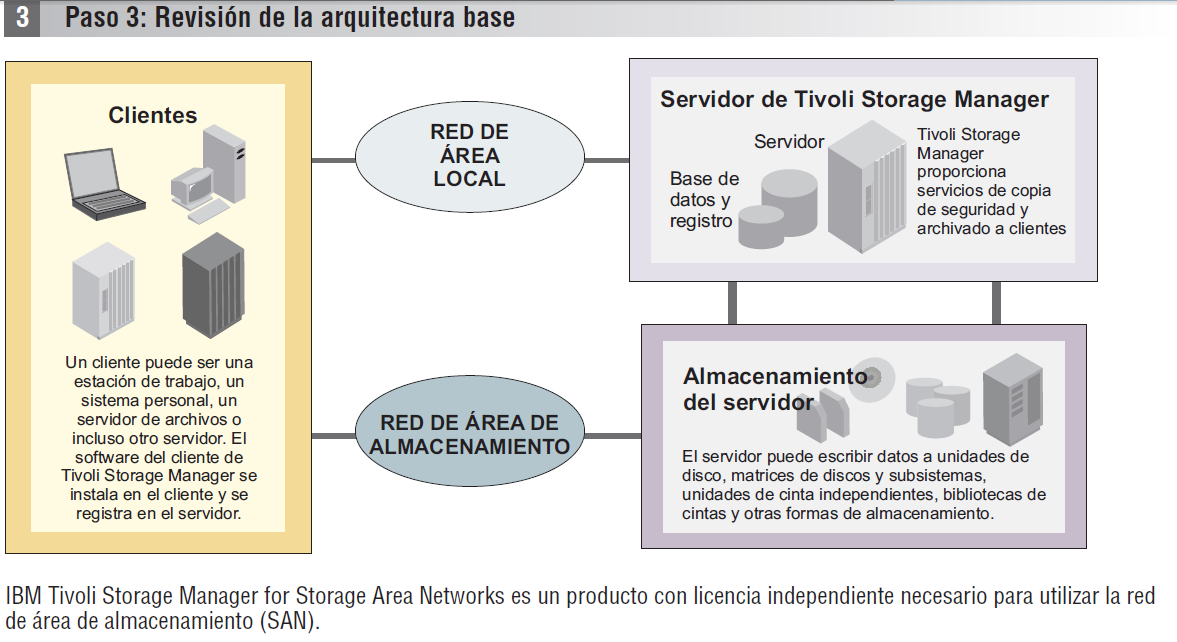 3 Paso 3: Revisión de la arquitectura base
Clientes
Un cliente puede ser una
estación de trabajo, un
sistema personal, un
servidor de archivos o
incluso otro servidor. El
software del cliente de
Tivoli Storage Manager se
instala en el cliente y se
registra en el servidor.
RED DE
ÁREA
LOCAL
RED DE ÁREA DE
ALMACENAMIENTO
Servidor de Tivoli Storage Manager
Servidor
Base de
datos y
registro
Tivoli Storage
Manager
proporciona
servicios de copia
de seguridad y
archivado a clientes
Almacenamiento
del servidor
El servidor puede escribir datos a unidades de
disco, matrices de discos y subsistemas,
unidades de cinta independientes, bibliotecas de
cintas y otras formas de almacenamiento.
IBM Tivoli Storage Manager for Storage Area Networks es un producto con licencia independiente necesario para utilizar la red
de área de almacenamiento (SAN).